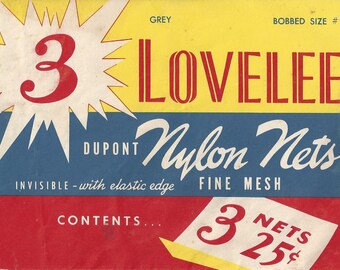 GREY BOBBED SIZE #
3 LOVELEE
DUPONT Nylon Nets
INVISIBLE - with elastic edge FINE MESH
CONTENTS...
3 NETS
25¢